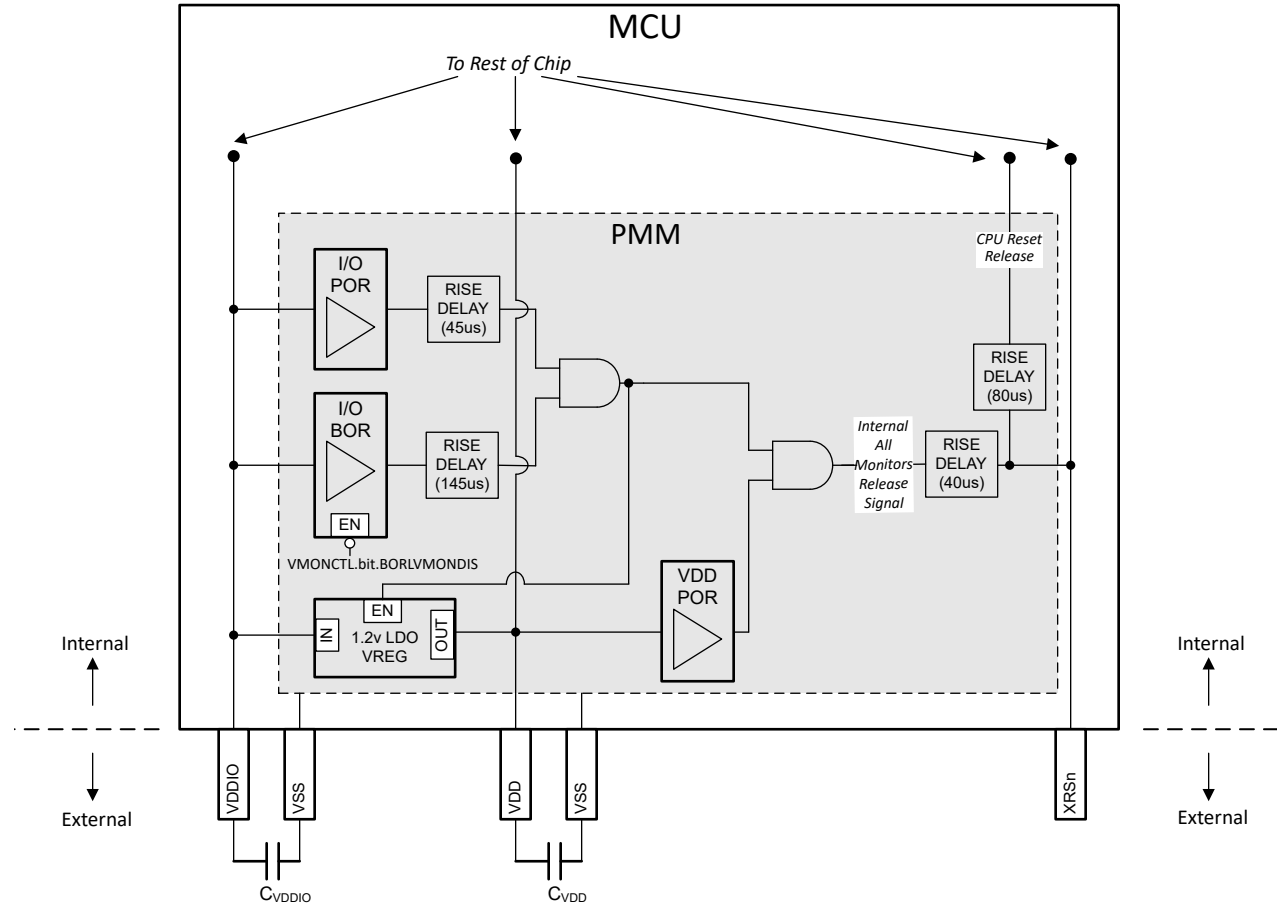 MCU
To Rest of Chip
PMM
CPU Reset
Release
I/O
POR
RISE
DELAY
(45us)
RISE
DELAY
(80us)
I/O
BOR
EN
RISE
DELAY
(145us)
Internal
All
Monitors
Release
Signal
RISE
DELAY
(40us)
VMONCTL.bit.BORLVMONDIS
EN
IN
1.2v LDO
VREG
OUT
VDD
POR
Internal
External
Internal
External
VDDIO
VSS
VDD
VSS
XRSn
CVDDIO
CVDD